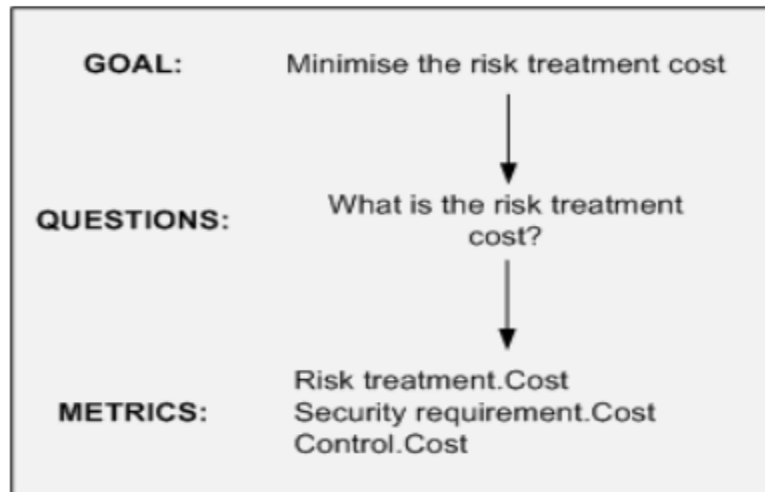 GOAL: Minimise the risk treatment cost
QUESTIONS: What is the risk treatment
cost?
Risk treatment.Cost
METRICS: Security requirement.Cost
Control.Cost